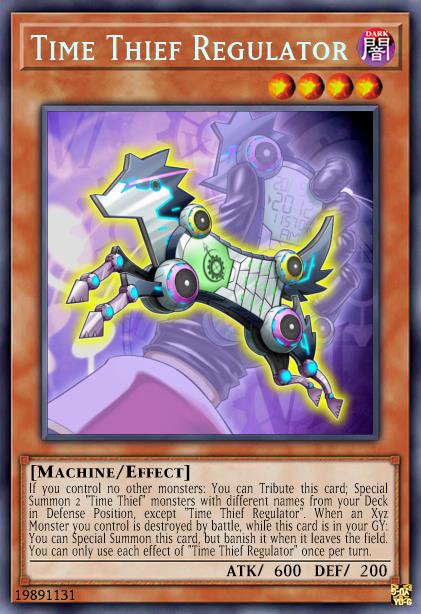 TIME THIEF REGULATOR
DARK
闇
[MACHINE/EFFECT]
If you control no other monsters: You can Tribute this card; Special
Summon 2 "Time Thief" monsters with different names from your Deck
in Defense Position, except "Time Thief Regulator". When an Xyz
Monster you control is destroyed by battle, while this card is in your GY:
You can Special Summon this card, but banish it when it leaves the field.
You can only use each effect of "Time Thief Regulator" once per turn.
ATK/ 600 DEF/ 200
19891131